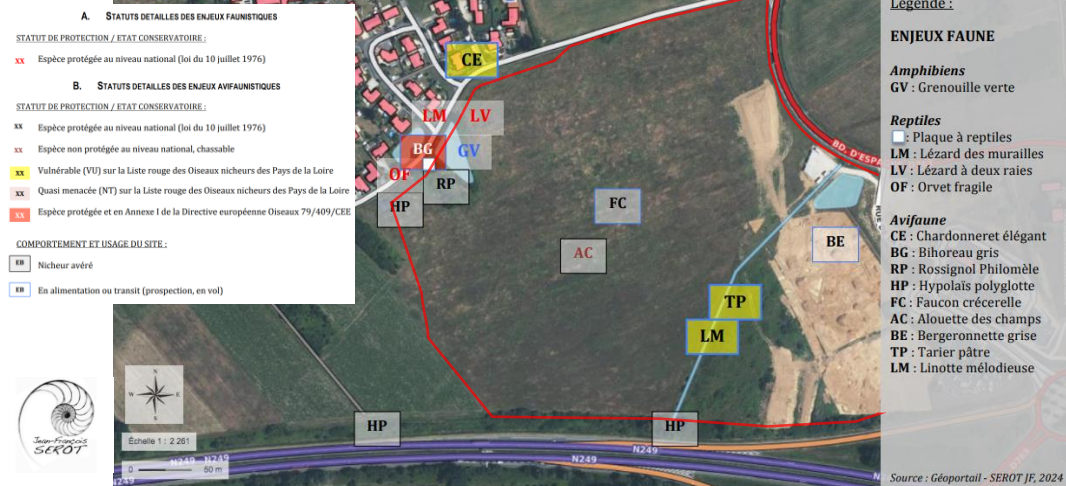 A. STATUTS DETAILLES DES ENJEUX FAUNISTIQUES
STATUT DE PROTECTION / ETAT CONSERVATOIRE :
xx Espèce protégée au niveau national (loi du 10 juillet 1976)
B. STATUTS DETAILLES DES ENJEUX AVIFAUNISTIQUES
STATUT DE PROTECTION / ETAT CONSERVATOIRE :
xx Espèce protégée au niveau national (loi du 10 juillet 1976)
xx Espèce non protégée au niveau national, chassable
xx Vulnérable (VU) sur la Liste rouge des Oiseaux nicheurs des Pays de la Loire
xx Quasi menacée (NT) sur la Liste rouge des Oiseaux nicheurs des Pays de la Loire
xx Espèce protégée et en Annexe I de la Directive européenne Oiseaux 79/409/CEE
COMPORTEMENT ET USAGE DU SITE :
EB Nicheur avéré
EB En alimentation ou transit (prospection, en vol)
CE
LM LV
BG GV
OF RP
HP
FC
AC
BE
TP
LM
HP
HP
BD. D'ESPA
RUE
N
W E
S
Échelle 1 : 2 261
0 50 m
N249
N249
N249
N249
Jean-François
SEROT
Légende :
ENJEUX FAUNE
Amphibiens
GV : Grenouille verte
Reptiles
: Plaque à reptiles
LM : Lézard des murailles
LV : Lézard à deux raies
OF : Orvet fragile
Avifaune
CE : Chardonneret élégant
BG : Bihoreau gris
RP : Rossignol Philomèle
HP : Hypolaïs polyglotte
FC : Faucon crécerelle
AC : Alouette des champs
BE : Bergeronnette grise
TP : Tarier pâtre
LM : Linotte mélodieuse
Source : Géoportail - SEROT JF, 2024